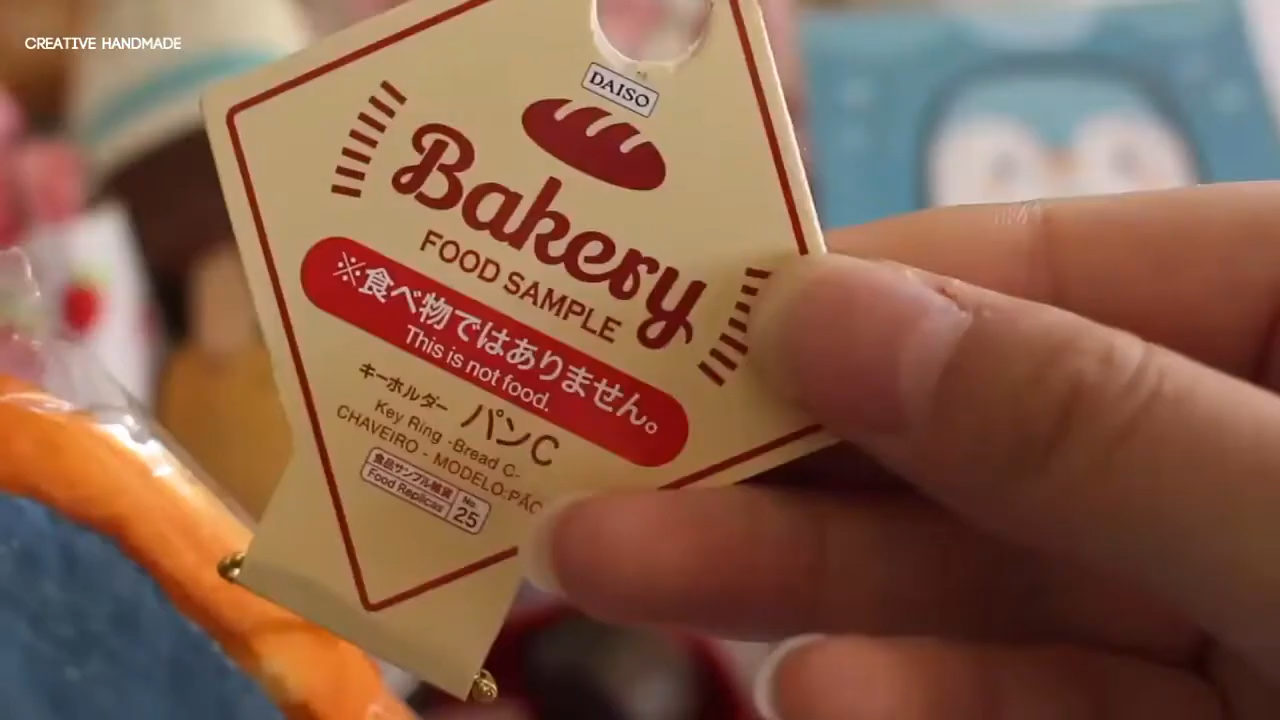 CREATIVE HANDMADE
DAISO
Bakery
FOOD SAMPLE
※食べ物ではありません。
This is not food.
キーホルダー パンC
Key Ring -Bread C-
CHAVEIRO - MODELO:PÃO
食品サンプル雑貨
Food Replicas
No.
25